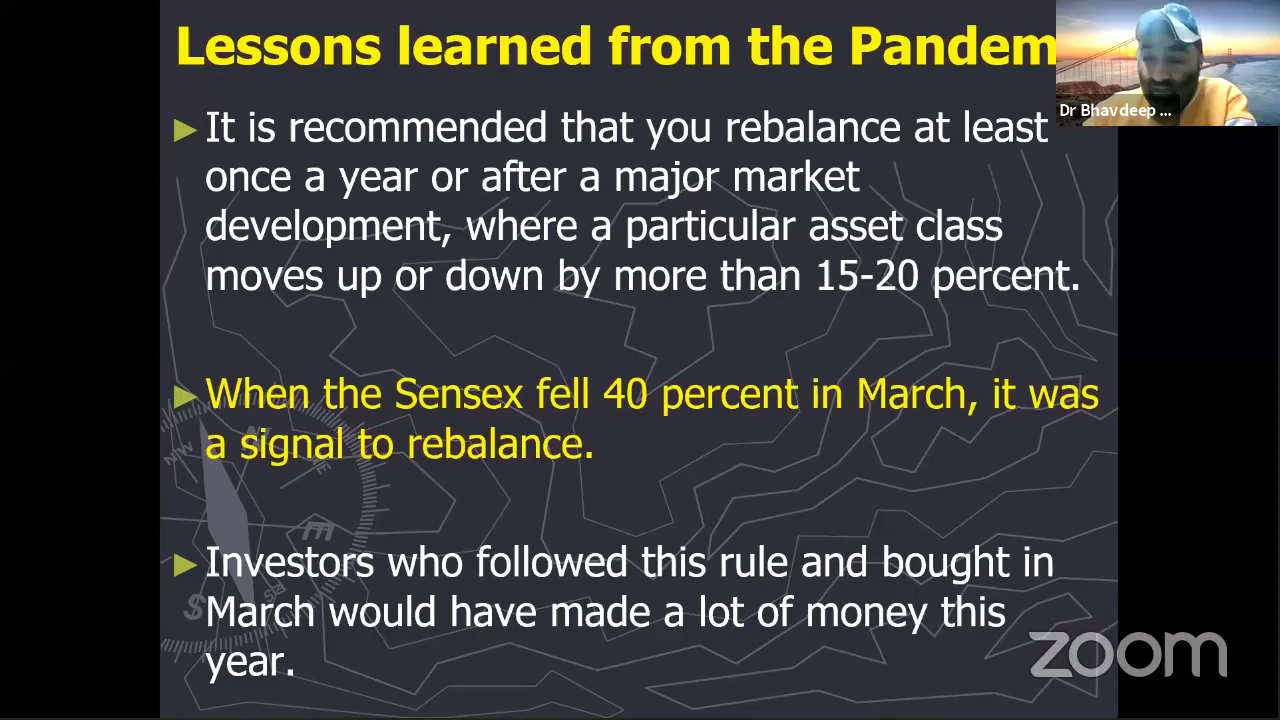 Lessons learned from the Pandem
Dr Bhavdeep ...
► It is recommended that you rebalance at least
once a year or after a major market
development, where a particular asset class
moves up or down by more than 15-20 percent.
► When the Sensex fell 40 percent in March, it was
a signal to rebalance.
► Investors who followed this rule and bought in
March would have made a lot of money this
year.
N
NW
E
S
zoom